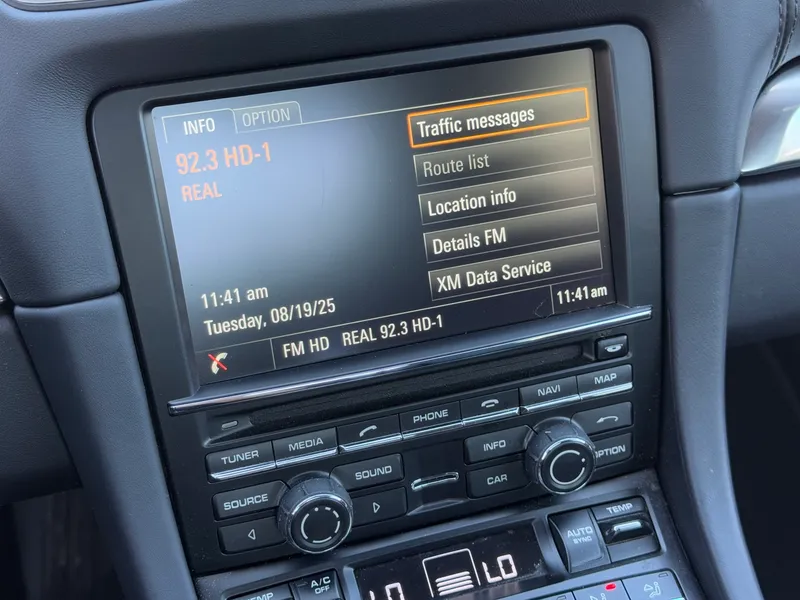 INFO OPTION
92.3 HD-1
REAL
11:41 am
Tuesday, 08/19/25
Traffic messages
Route list
Location info
Details FM
XM Data Service
FM HD REAL 92.3 HD-1
11:41 am
TUNER MEDIA PHONE NAVI MAP
SOURCE SOUND INFO CAR OPTION
TEMP A/C OFF
LO LO
AUTO SYNC
TEMP